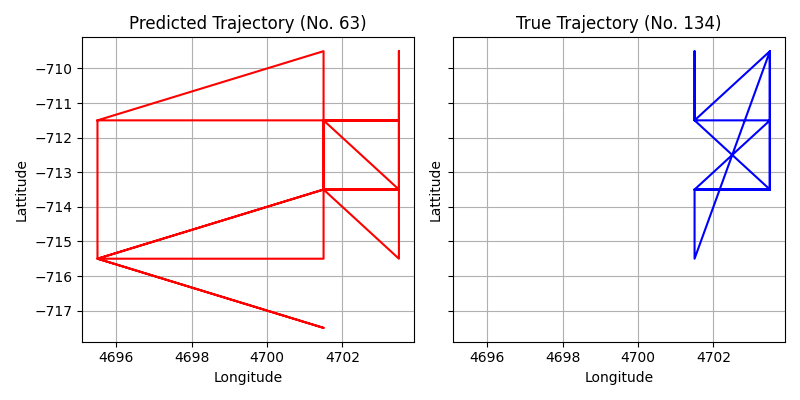 Predicted Trajectory (No. 63)
True Trajectory (No. 134)
−710
−711
−712
−713
−714
−715
−716
−717
Lattitude
Lattitude
4696 4698 4700 4702
4696 4698 4700 4702
Longitude
Longitude